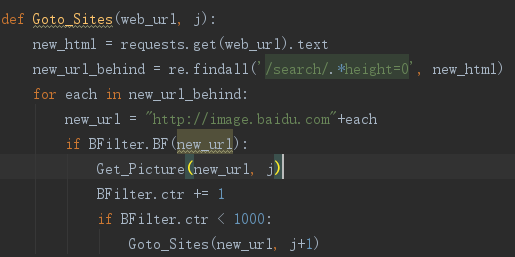 def Goto_Sites(web_url, j):
    new_html = requests.get(web_url).text
    new_url_behind = re.findall('/search/.*height=0', new_html)
    for each in new_url_behind:
        new_url = "http://image.baidu.com"+each
        if BFilter.BF(new_url):
            Get_Picture(new_url, j)
            BFilter.ctr += 1
            if BFilter.ctr < 1000:
                Goto_Sites(new_url, j+1)